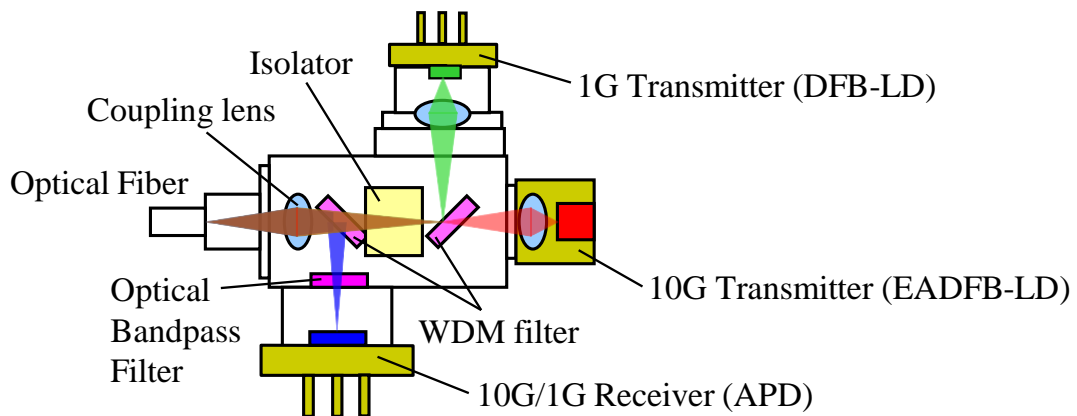 Isolator
1G Transmitter (DFB-LD)
Coupling lens
Optical Fiber
Optical
Bandpass
Filter
WDM filter
10G Transmitter (EADFB-LD)
10G/1G Receiver (APD)